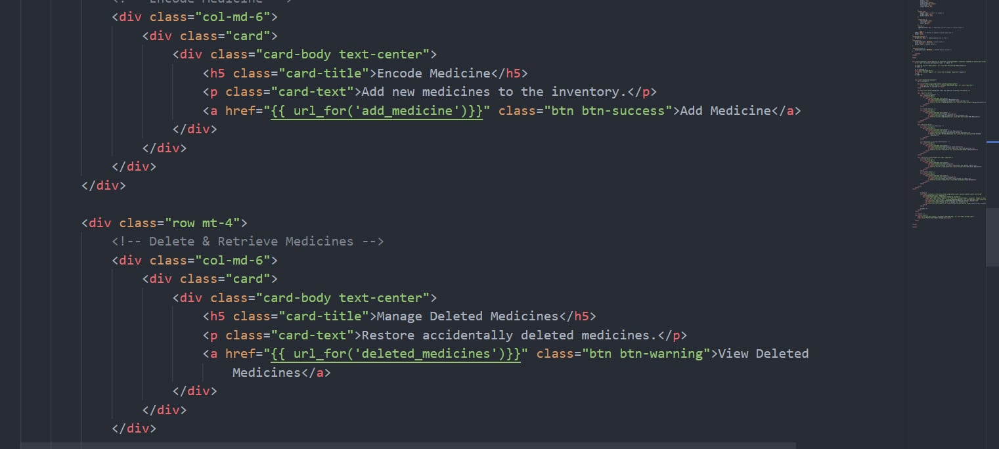 <!-- Encode Medicine -->
<div class="col-md-6">
<div class="card">
<div class="card-body text-center">
<h5 class="card-title">Encode Medicine</h5>
<p class="card-text">Add new medicines to the inventory.</p>
<a href="{{ url_for('add_medicine')}}" class="btn btn-success">Add Medicine</a>
</div>
</div>
</div>
</div>
<div class="row mt-4">
<!-- Delete & Retrieve Medicines -->
<div class="col-md-6">
<div class="card">
<div class="card-body text-center">
<h5 class="card-title">Manage Deleted Medicines</h5>
<p class="card-text">Restore accidentally deleted medicines.</p>
<a href="{{ url_for('deleted_medicines')}}" class="btn btn-warning">View Deleted
Medicines</a>
</div>
</div>
</div>